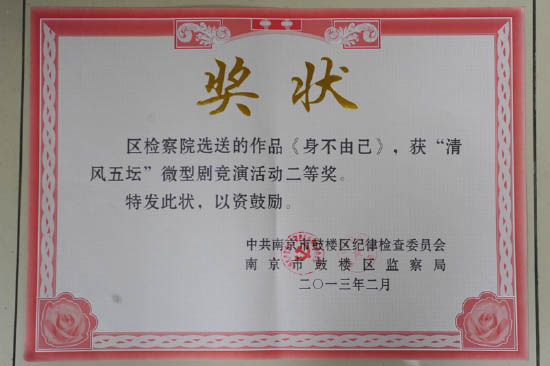 奖状
区检察院选送的作品《身不由己》，获“清
风五坛”微型剧竞演活动二等奖。
特发此状，以资鼓励。
中共南京市鼓楼区纪律检查委员会
南京市鼓楼区监察局
二〇一三年二月